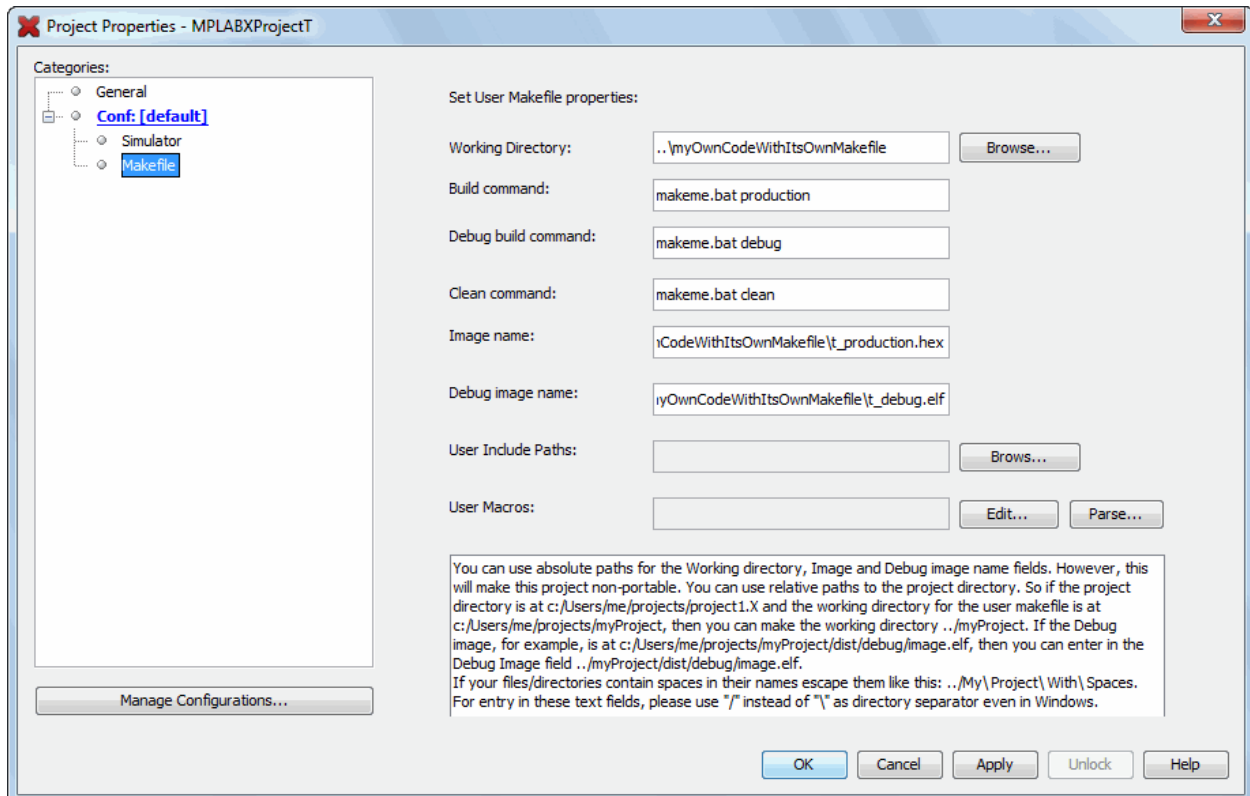 Project Properties - MPLABXProjectT
Categories:
General
Conf: [default]
Simulator
Makefile
Manage Configurations...
Set User Makefile properties:
Working Directory:
..\myOwnCodeWithItsOwnMakefile
Browse...
Build command:
makeme.bat production
Debug build command:
makeme.bat debug
Clean command:
makeme.bat clean
Image name:
nCodeWithItsOwnMakefile\t_production.hex
Debug image name:
myOwnCodeWithItsOwnMakefile\t_debug.elf
User Include Paths:
Brows...
User Macros:
Edit...
Parse...
You can use absolute paths for the Working directory, Image and Debug image name fields. However, this
will make this project non-portable. You can use relative paths to the project directory. So if the project
directory is at c:/Users/me/projects/project1.X and the working directory for the user makefile is at
c:/Users/me/projects/myProject, then you can make the working directory ../myProject. If the Debug
image, for example, is at c:/Users/me/projects/myProject/dist/debug/image.elf, then you can enter in the
Debug Image field ../myProject/dist/debug/image.elf.
If your files/directories contain spaces in their names escape them like this: ../My\ Project\ With\ Spaces.
For entry in these text fields, please use "/" instead of "\" as directory separator even in Windows.
OK
Cancel
Apply
Unlock
Help